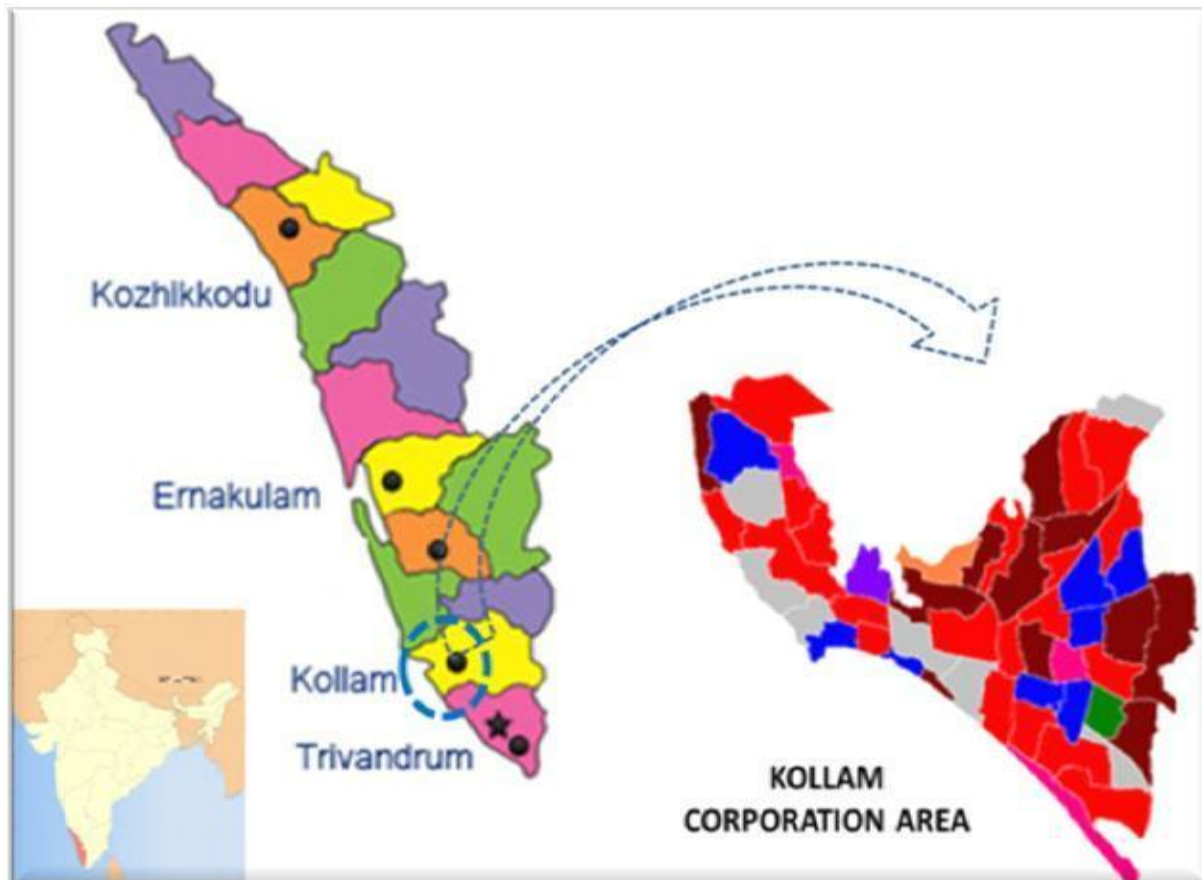 Kozhikkodu
Ernakulam
Kollam
Trivandrum
KOLLAM
CORPORATION AREA